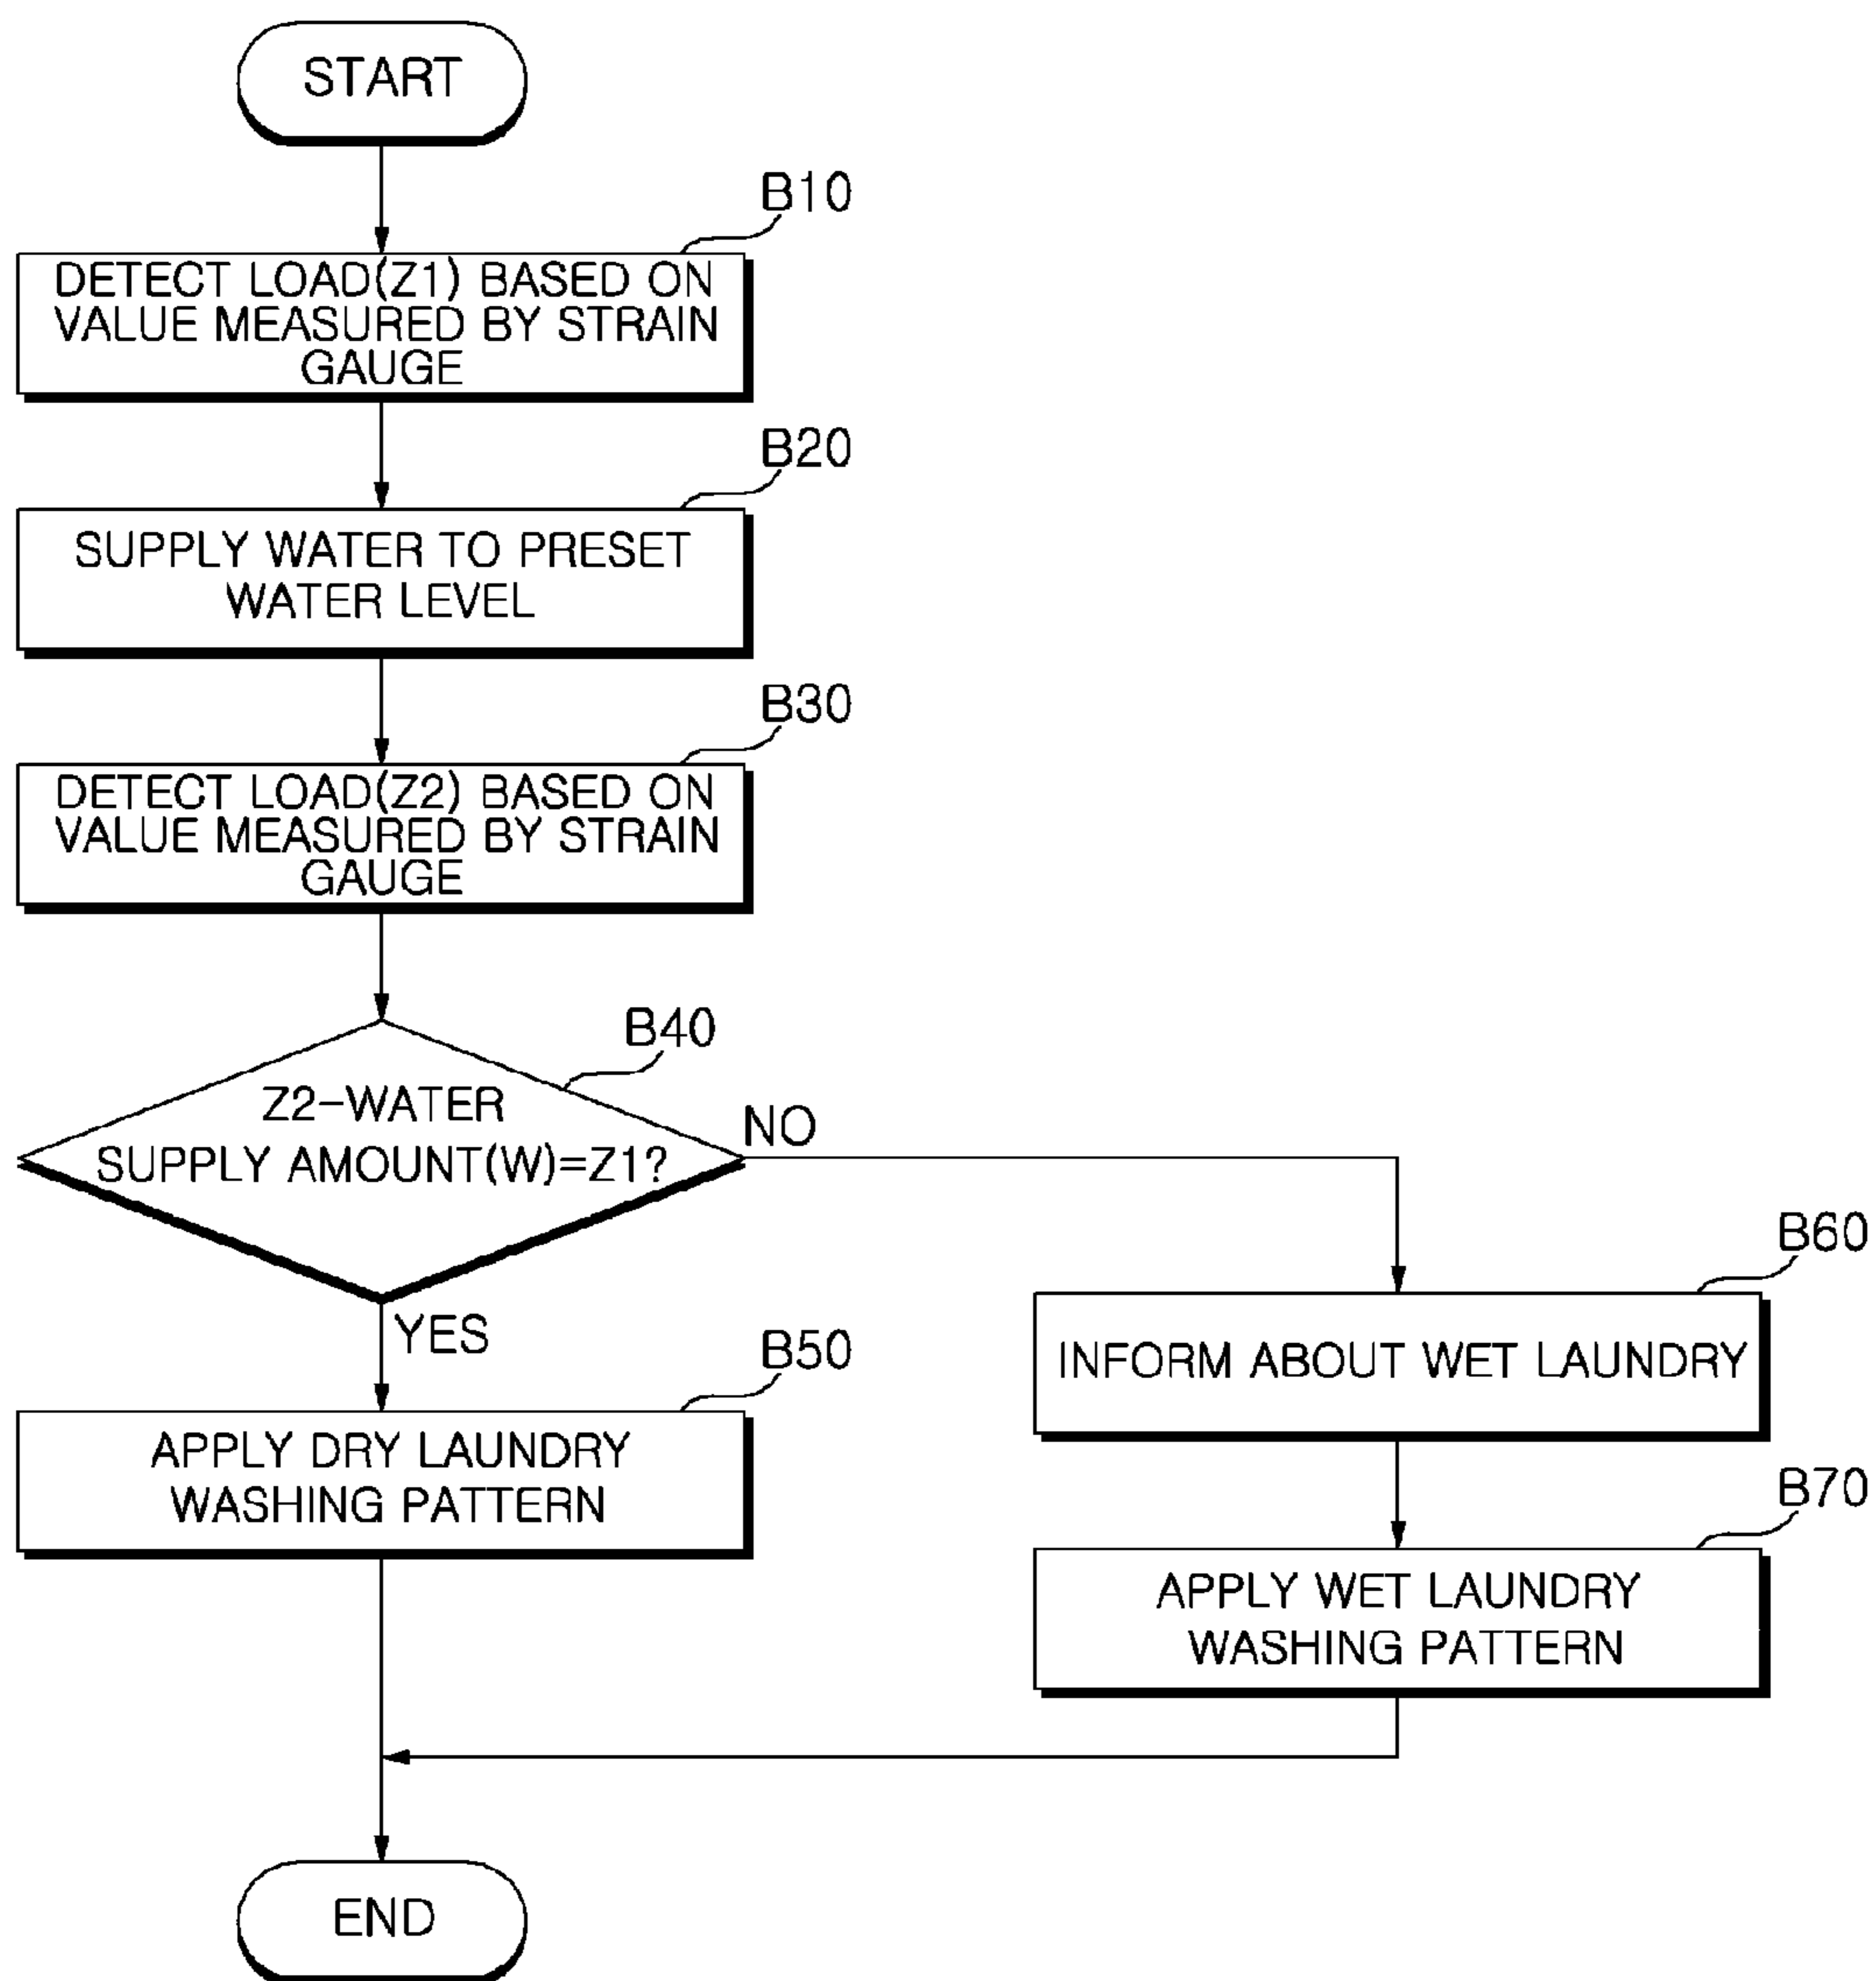 START
B10
DETECT LOAD(Z1) BASED ON
VALUE MEASURED BY STRAIN
GAUGE
B20
SUPPLY WATER TO PRESET
WATER LEVEL
B30
DETECT LOAD(Z2) BASED ON
VALUE MEASURED BY STRAIN
GAUGE
B40
Z2-WATER
SUPPLY AMOUNT(W)=Z1?
NO
YES
B50
APPLY DRY LAUNDRY
WASHING PATTERN
B60
INFORM ABOUT WET LAUNDRY
B70
APPLY WET LAUNDRY
WASHING PATTERN
END